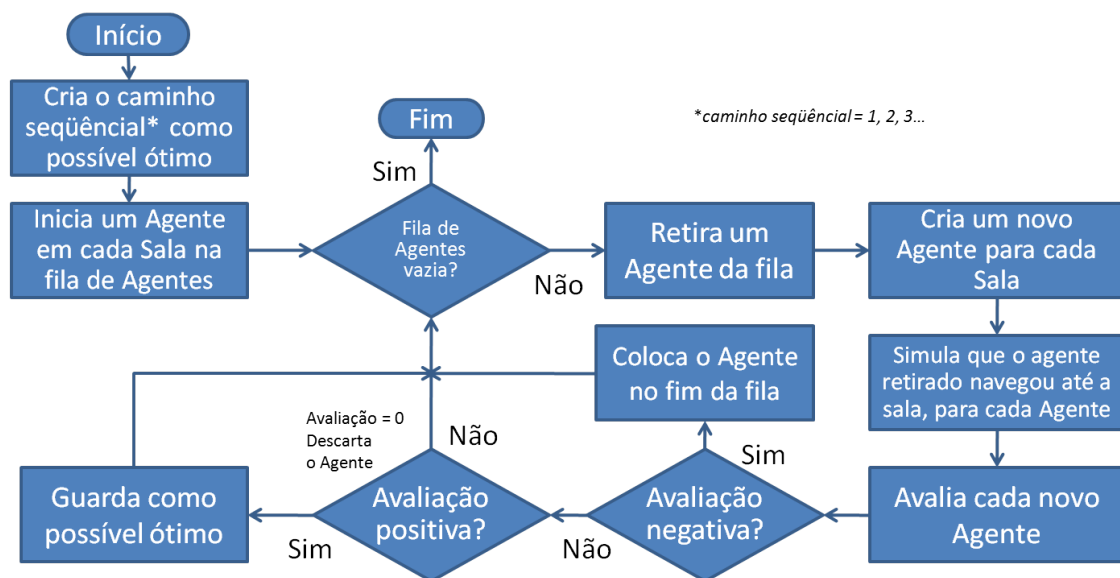 Início
Cria o caminho
seqüêncial* como
possível ótimo
Inicia um Agente
em cada Sala na
fila de Agentes
Fim
Sim
Fila de
Agentes
vazia?
Não
*caminho seqüêncial = 1, 2, 3...
Retira um
Agente da fila
Cria um novo
Agente para cada
Sala
Simula que o agente
retirado navegou até a
sala, para cada Agente
Avalia cada novo
Agente
Avaliação
negativa?
Sim
Coloca o Agente
no fim da fila
Não
Avaliação
positiva?
Não
Avaliação = 0
Descarta
o Agente
Sim
Guarda como
possível ótimo